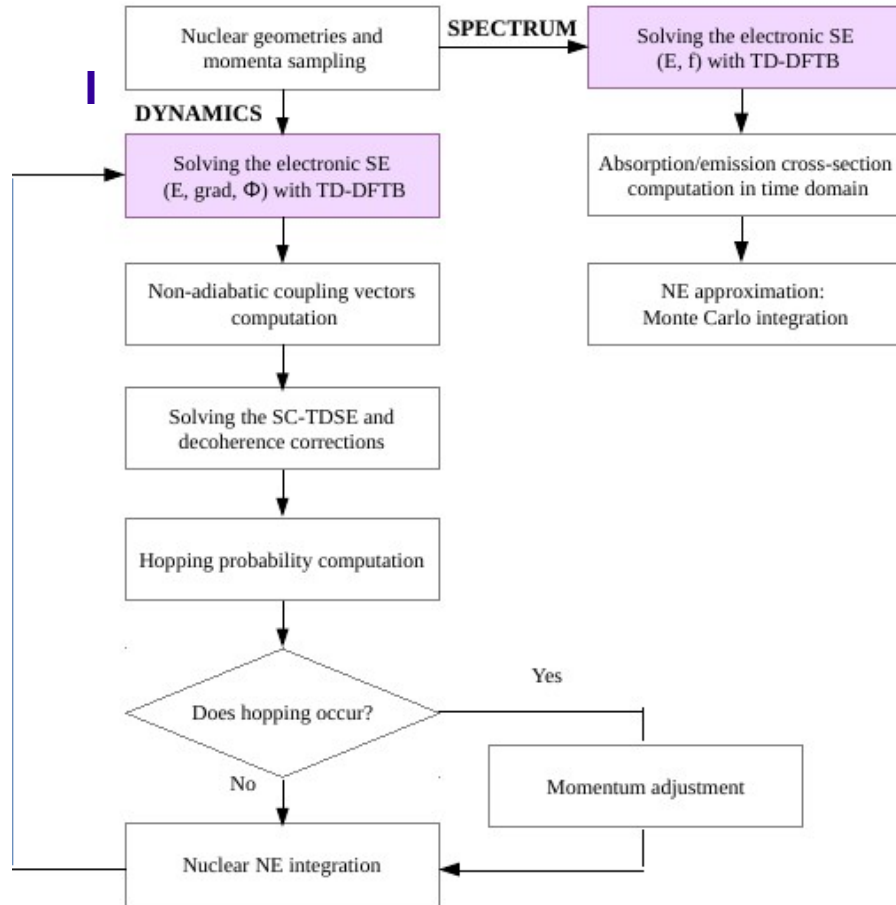 Nuclear geometries and
momenta sampling
SPECTRUM
Solving the electronic SE
(E, f) with TD-DFTB
I
DYNAMICS
Solving the electronic SE
(E, grad, Φ) with TD-DFTB
Absorption/emission cross-section
computation in time domain
Non-adiabatic coupling vectors
computation
NE approximation:
Monte Carlo integration
Solving the SC-TDSE and
decoherence corrections
Hopping probability computation
Does hopping occur?
Yes
No
Momentum adjustment
Nuclear NE integration